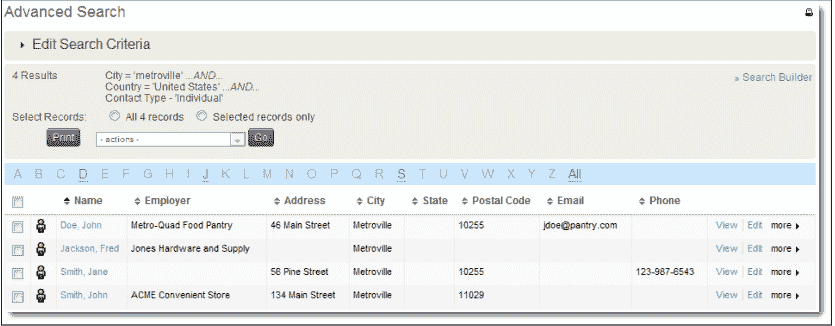 Advanced Search
Edit Search Criteria
4 Results
City = 'metroville' ...AND...
Country = 'United States' ...AND...
Contact Type - 'Individual'
» Search Builder
Select Records: All 4 records Selected records only
Print - actions - Go
A B C D E F G H I J K L M N O P Q R S T U V W X Y Z All
Name Employer Address City State Postal Code Email Phone
Doe, John Metro-Quad Food Pantry 46 Main Street Metroville 10255 jdoe@pantry.com View Edit more
Jackson, Fred Jones Hardware and Supply Metroville View Edit more
Smith, Jane 56 Pine Street Metroville 10255 123-987-6543 View Edit more
Smith, John ACME Convenient Store 134 Main Street Metroville 11029 View Edit more